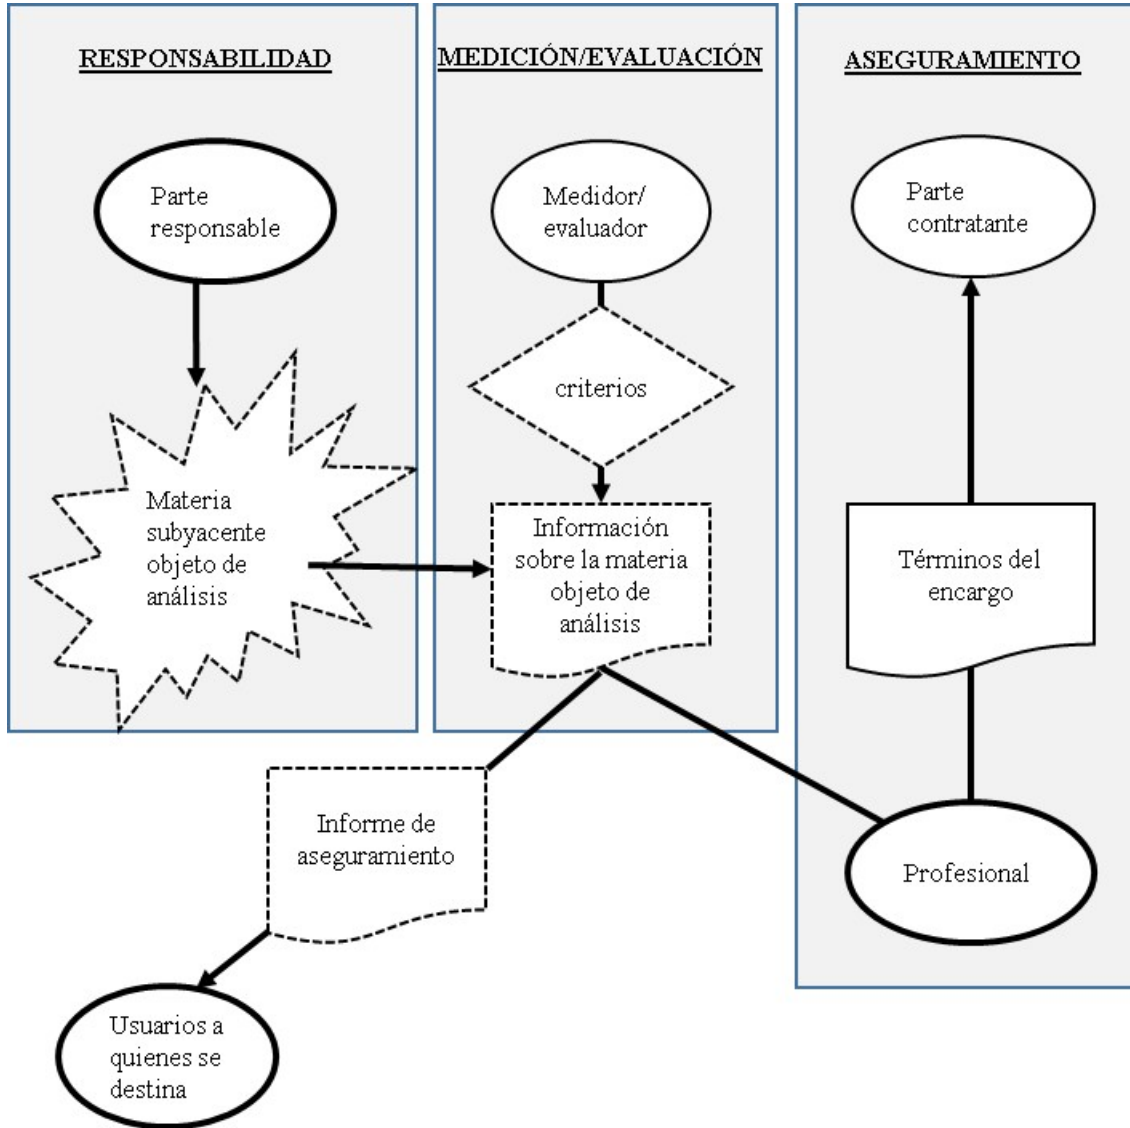 RESPONSABILIDAD
MEDICIÓN/EVALUACIÓN
ASEGURAMIENTO
Parte
responsable
Medidor/
evaluador
Parte
contratante
criterios
Materia
subyacente
objeto de
análisis
Información
sobre la materia
objeto de
análisis
Términos del
encargo
Informe de
aseguramiento
Profesional
Usuarios a
quienes se
destina